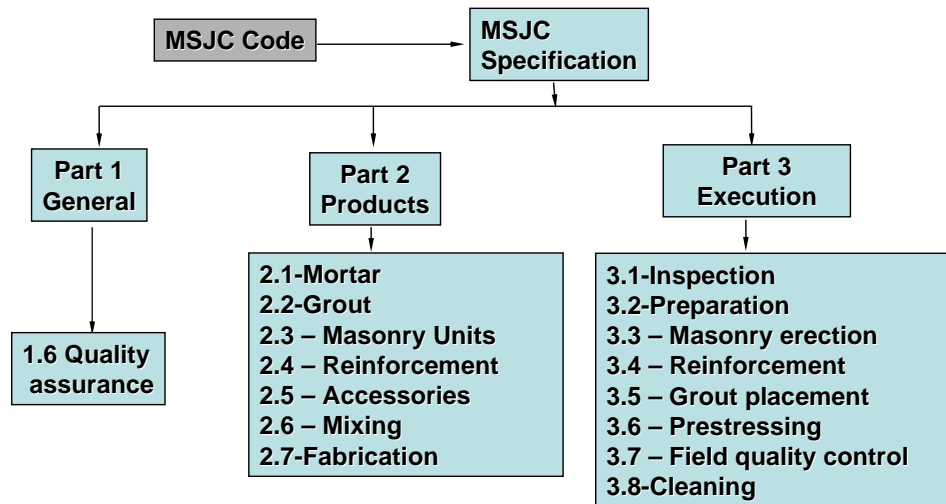 MSJC Code
MSJC
Specification
Part 1
General
Part 2
Products
Part 3
Execution
1.6 Quality
assurance
2.1-Mortar
2.2-Grout
2.3 – Masonry Units
2.4 – Reinforcement
2.5 – Accessories
2.6 – Mixing
2.7-Fabrication
3.1-Inspection
3.2-Preparation
3.3 – Masonry erection
3.4 – Reinforcement
3.5 – Grout placement
3.6 – Prestressing
3.7 – Field quality control
3.8-Cleaning